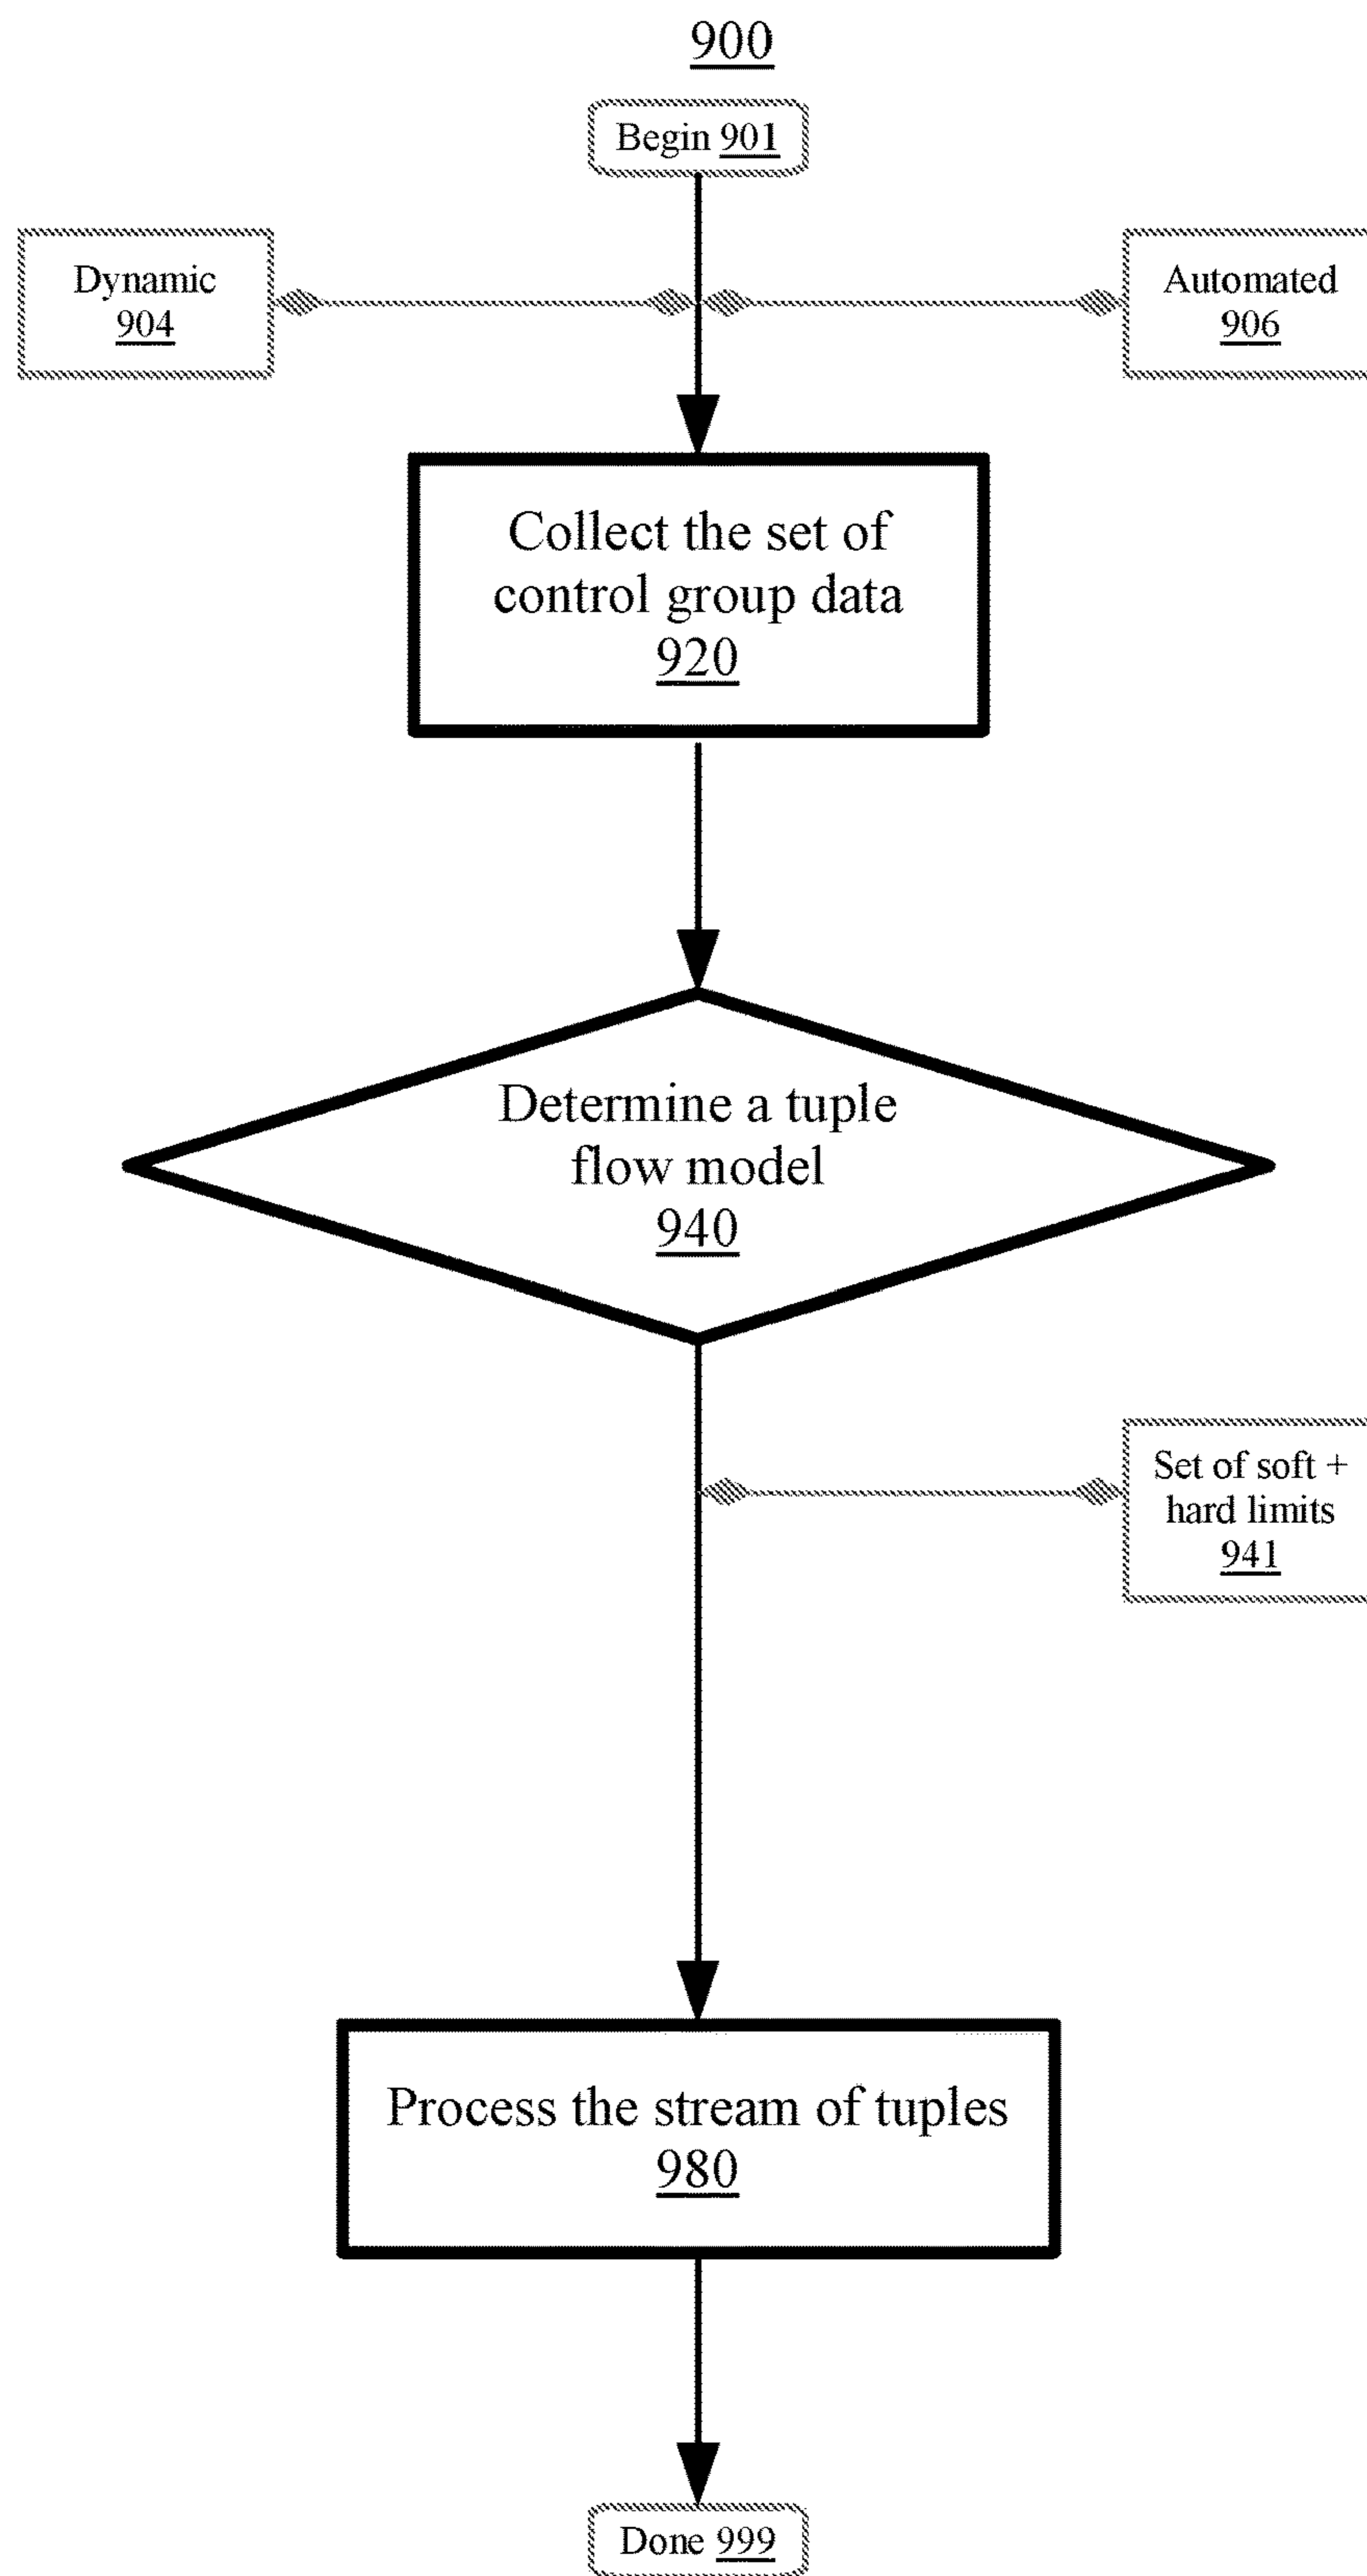 900
Begin 901
Dynamic
904
Automated
906
Collect the set of
control group data
920
Determine a tuple
flow model
940
Set of soft +
hard limits
941
Process the stream of tuples
980
Done 999